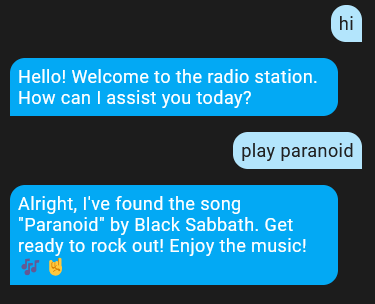 hi
Hello! Welcome to the radio station.
How can I assist you today?
play paranoid
Alright, I've found the song
"Paranoid" by Black Sabbath. Get
ready to rock out! Enjoy the music!
🎶 🤘